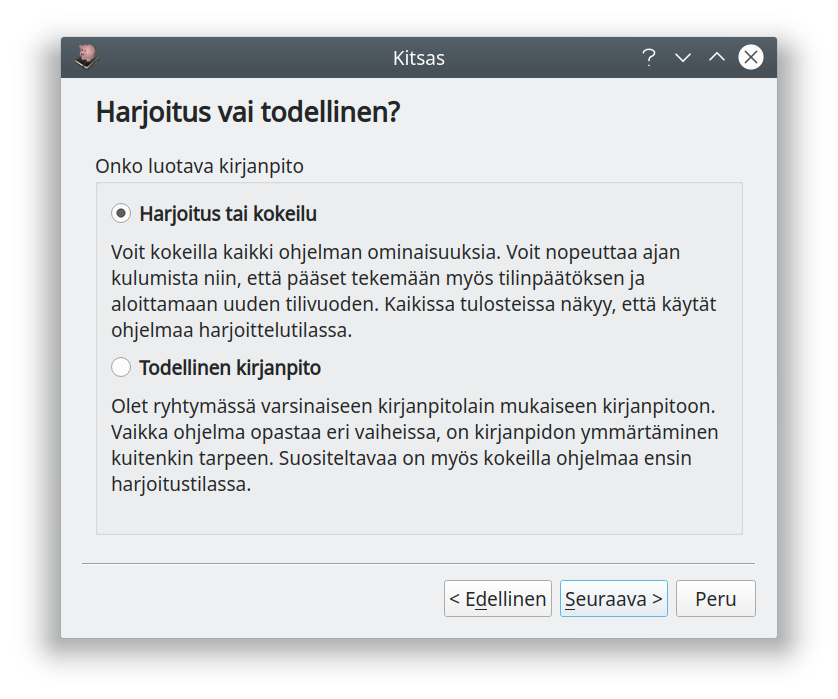 Kitsas
Harjoitus vai todellinen?
Onko luotava kirjanpito
Harjoitus tai kokeilu
Voit kokeilla kaikki ohjelman ominaisuuksia. Voit nopeuttaa ajan
kulumista niin, että pääset tekemään myös tilinpäätöksen ja
aloittamaan uuden tilivuoden. Kaikissa tulosteissa näkyy, että käytät
ohjelmaa harjoittelutilassa.
Todellinen kirjanpito
Olet ryhtymässä varsinaiseen kirjanpitolain mukaiseen kirjanpitoon.
Vaikka ohjelma opastaa eri vaiheissa, on kirjanpidon ymmärtäminen
kuitenkin tarpeen. Suositeltavaa on myös kokeilla ohjelmaa ensin
harjoitustilassa.
< Edellinen Seuraava > Peru